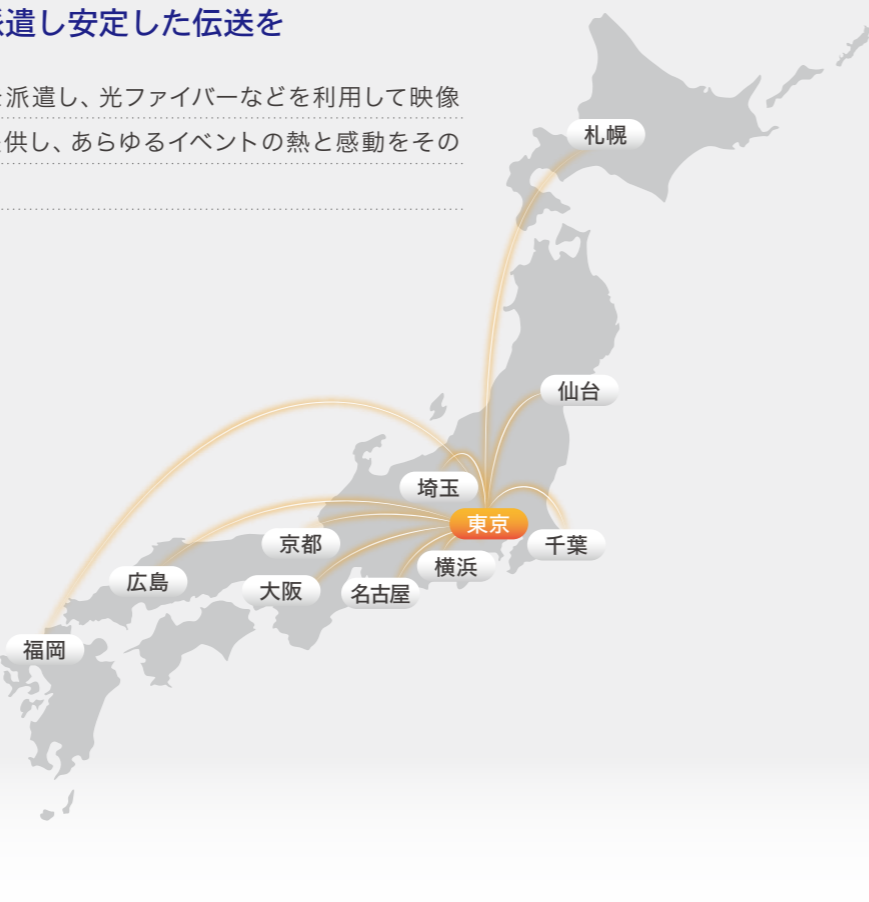 遣し安定した伝送を
派遣し、光ファイバーなどを利用して映像
供し、あらゆるイベントの熱と感動をその
札幌
仙台
埼玉
東京
京都
千葉
横浜
広島
大阪
名古屋
福岡